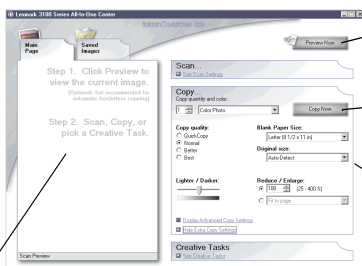 Lexmark 3100 Series All-In-One Center
Maintain/Troubleshoot Help
Main Page
Saved Images
Preview Now
Step 1. Click Preview to
view the current image.
(Optional, but recommended for
automatic borderless copying)
Step 2. Scan, Copy, or
pick a Creative Task.
Scan Preview
Scan...
See Scan Settings
Copy...
Copy quantity and color:
1 Color Photo Copy Now
Copy quality:
QuickCopy
Normal
Better
Best
Blank Paper Size:
Letter (8 1/2 x 11 in)
Original size:
Auto-Detect
Lighter / Darker:
Reduce / Enlarge:
100 (25 - 400 %)
Fit to page
Display Advanced Copy Settings
Hide Extra Copy Settings
Creative Tasks
See Creative Tasks